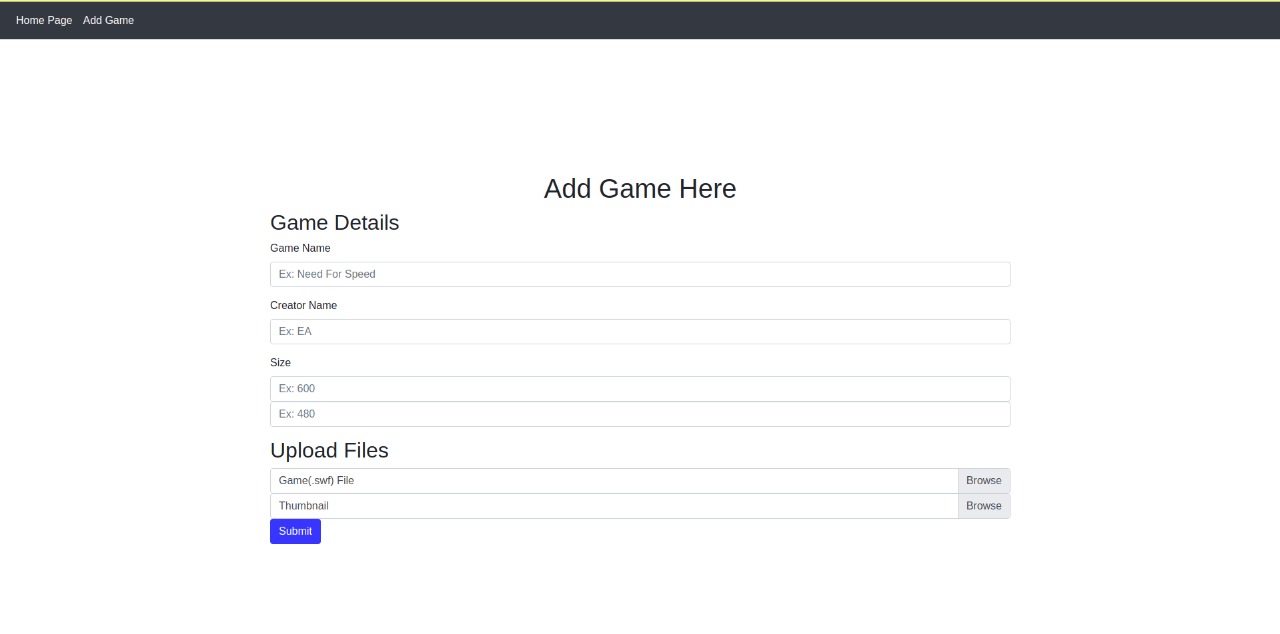 Home Page Add Game
Add Game Here
Game Details
Game Name
Ex: Need For Speed
Creator Name
Ex: EA
Size
Ex: 600
Ex: 480
Upload Files
Game(.swf) File Browse
Thumbnail Browse
Submit